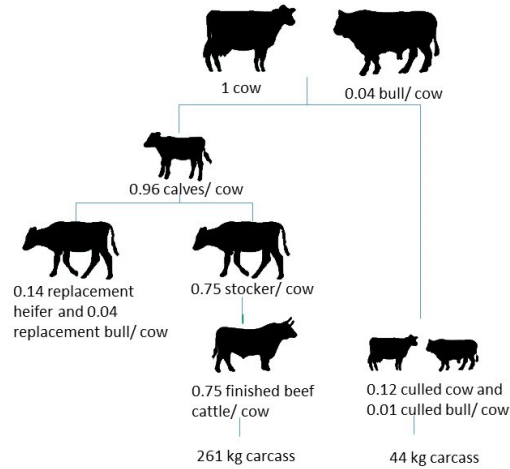 1 cow
0.04 bull/ cow
0.96 calves/ cow
0.14 replacement
heifer and 0.04
replacement bull/ cow
0.75 stocker/ cow
0.75 finished beef
cattle/ cow
0.12 culled cow and
0.01 culled bull/ cow
261 kg carcass
44 kg carcass